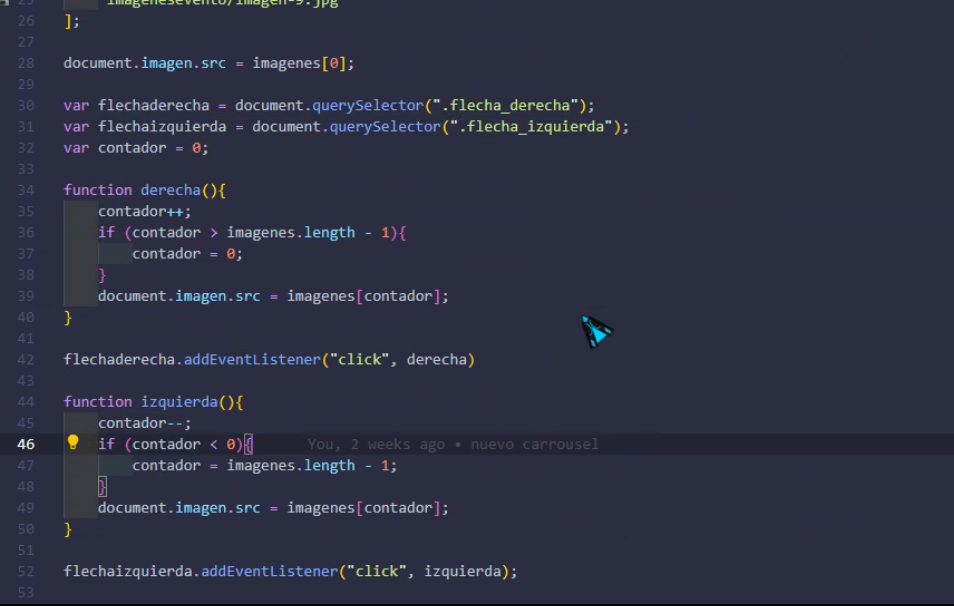 25 "imagenesevento/imagen-9.jpg"
26 ];
27
28 document.imagen.src = imagenes[0];
29
30 var flechaderecha = document.querySelector(".flecha_derecha");
31 var flechaizquierda = document.querySelector(".flecha_izquierda");
32 var contador = 0;
33
34 function derecha(){
35 contador++;
36 if (contador > imagenes.length - 1){
37 contador = 0;
38 }
39 document.imagen.src = imagenes[contador];
40 }
41
42 flechaderecha.addEventListener("click", derecha)
43
44 function izquierda(){
45 contador--;
46 if (contador < 0){ You, 2 weeks ago • nuevo carrousel
47 contador = imagenes.length - 1;
48 }
49 document.imagen.src = imagenes[contador];
50 }
51
52 flechaizquierda.addEventListener("click", izquierda);
53